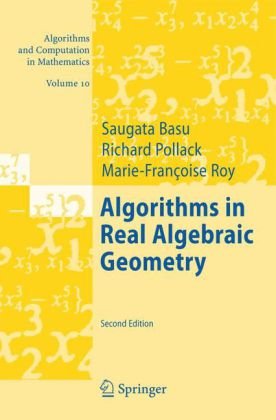 Algorithms
and Computation
in Mathematics
Volume 10
Saugata Basu
Richard Pollack
Marie-Françoise Roy
Algorithms in
Real Algebraic
Geometry
Second Edition
Springer